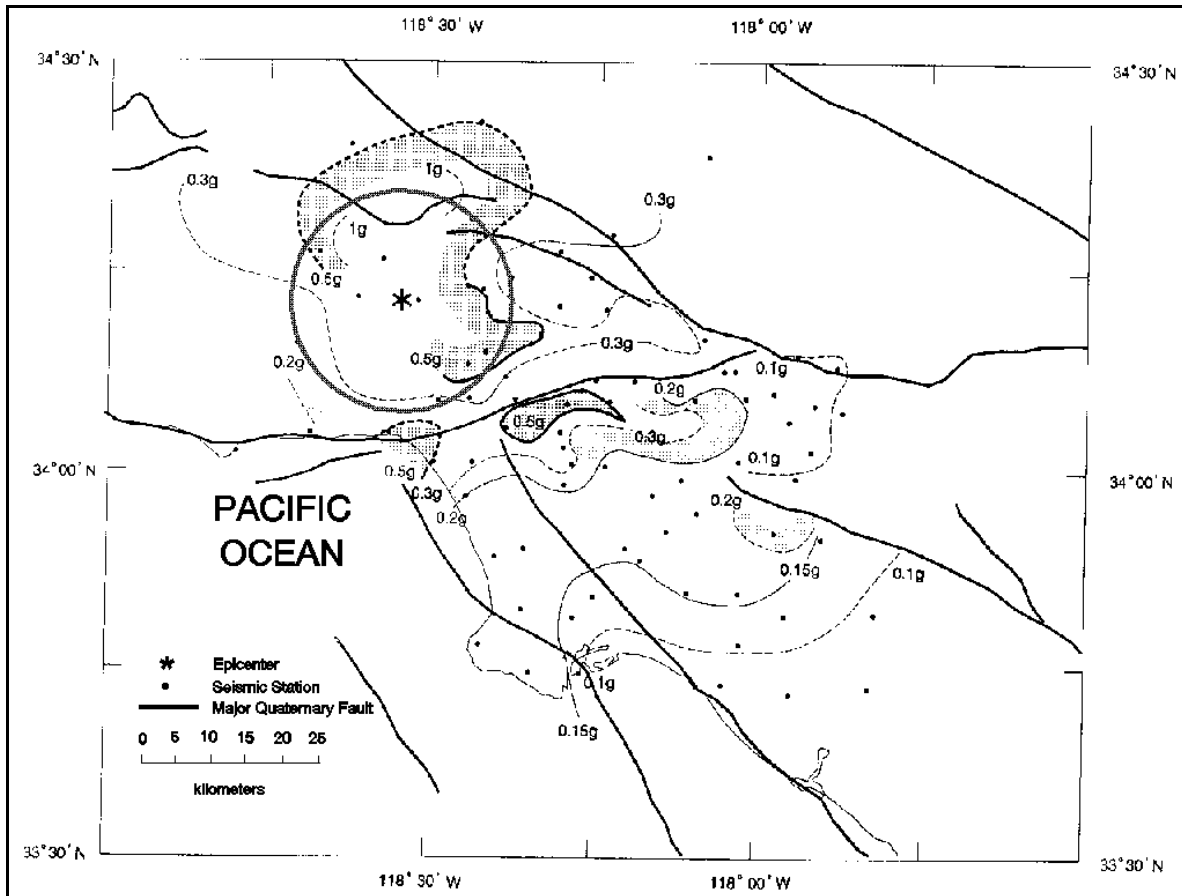 118°30' W
118°00' W
34°30' N
34°30' N
1g
0.3g
0.3g
1g
0.5g
0.3g
0.2g
0.5g
0.1g
0.2g
0.5g
0.3g
34°00' N
0.5g
0.1g
34°00' N
0.3g
0.2g
0.2g
PACIFIC
OCEAN
0.15g
0.1g
Epicenter
Seismic Station
0.1g
Major Quaternary Fault
0.15g
0 5 10 15 20 25
kilometers
33°30' N
33°30' N
118°30' W
118°00' W